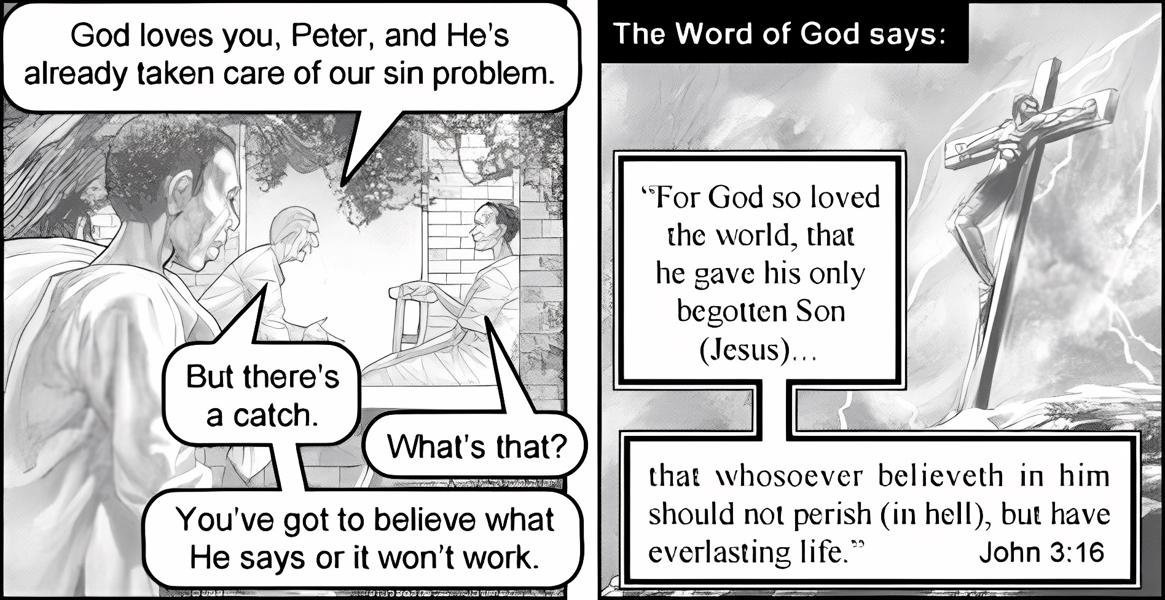 God loves you, Peter, and He's
already taken care of our sin problem.
But there's
a catch.
What's that?
You've got to believe what
He says or it won't work.
The Word of God says:
“For God so loved
the world, that
he gave his only
begotten Son
(Jesus)...
that whosoever believeth in him
should not perish (in hell), but have
everlasting life.” John 3:16